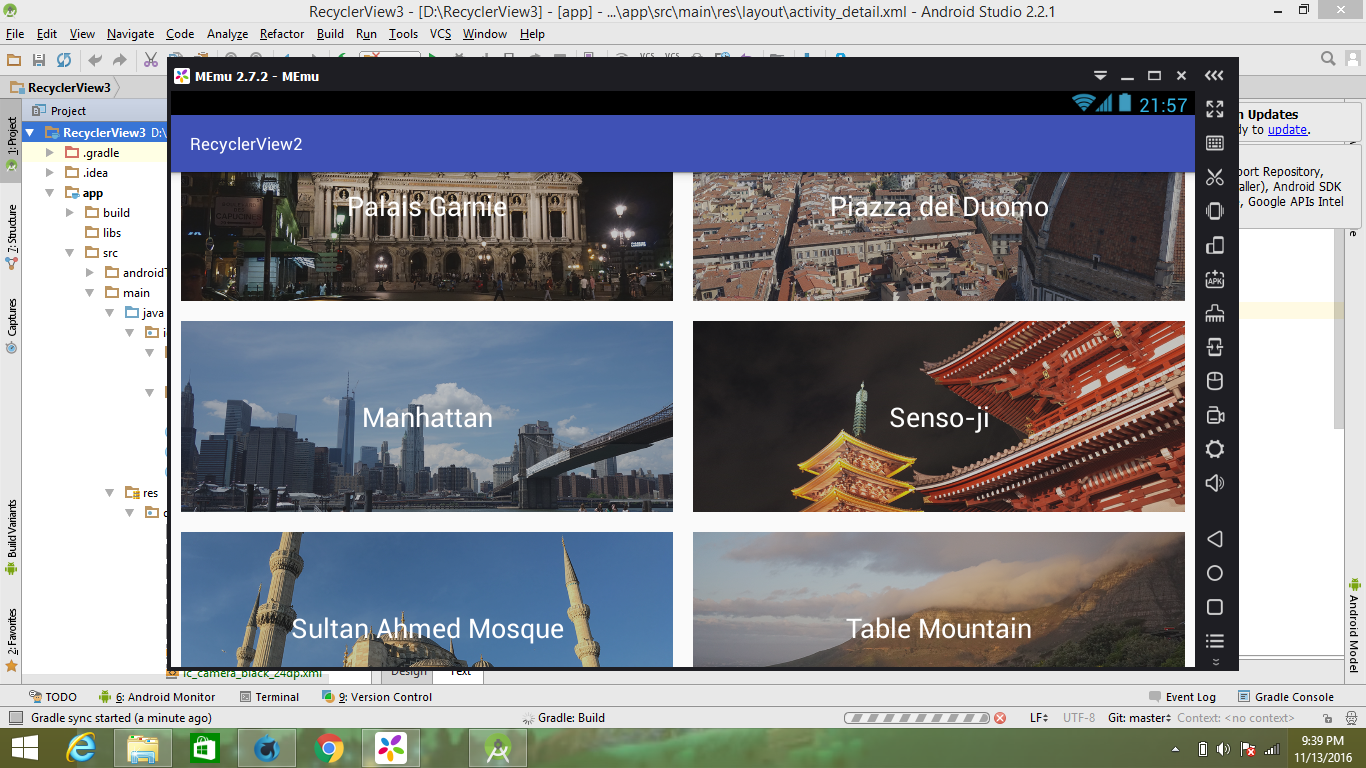 RecyclerView3 - [D:\RecyclerView3] - [app] - ...\app\src\main\res\layout\activity_detail.xml - Android Studio 2.2.1
File Edit View Navigate Code Analyze Refactor Build Run Tools VCS Window Help
RecyclerView3
MEmu 2.7.2 - MEmu
21:57
RecyclerView2
Palais Garnie
Piazza del Duomo
Manhattan
Senso-ji
Sultan Ahmed Mosque
Table Mountain
APK
1: Project
7: Structure
Captures
Build Variants
2: Favorites
Project
RecyclerView3 D:\
.gradle
.idea
app
build
libs
src
android
main
java
res
ic_camera_black_24dp.xml
Design Text
Updates
to update.
port Repository,
Android SDK
, Google APIs Intel
Android Model
TODO 6: Android Monitor Terminal 9: Version Control Event Log Gradle Console
Gradle sync started (a minute ago) Gradle: Build LF UTF-8 Git: master Context: <no context>
9:39 PM
11/13/2016